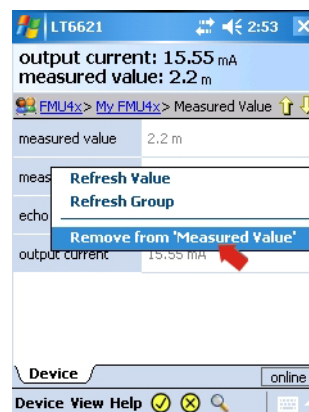 LT6621 2:53
output current: 15.55 mA
measured value: 2.2 m
FMU4x> My FMU4x> Measured Value
measured value 2.2 m
meas
Refresh Value
Refresh Group
echo
Remove from 'Measured Value'
output current 15.55 mA
Device
online
Device View Help